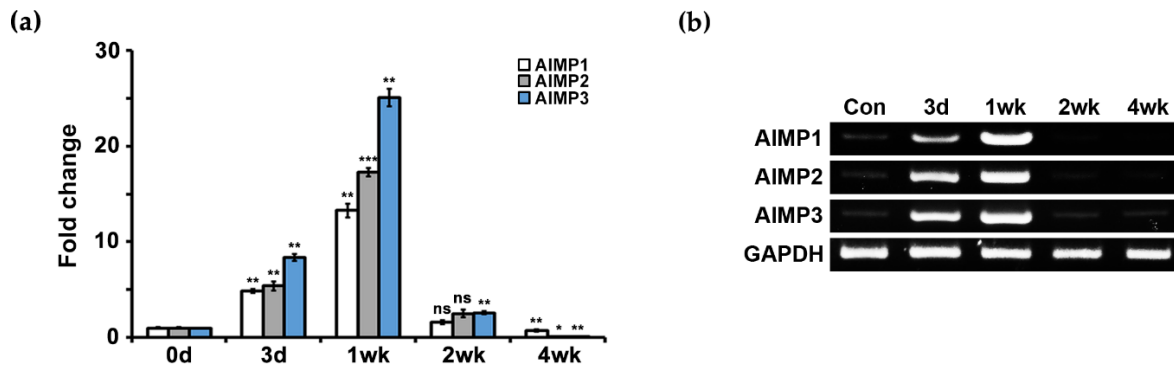 (a)
Fold change
30
20
10
0
AIMP1
AIMP2
AIMP3
** ** **
** *** **
ns ns **
** * **
0d 3d 1wk 2wk 4wk
(b)
Con 3d 1wk 2wk 4wk
AIMP1
AIMP2
AIMP3
GAPDH